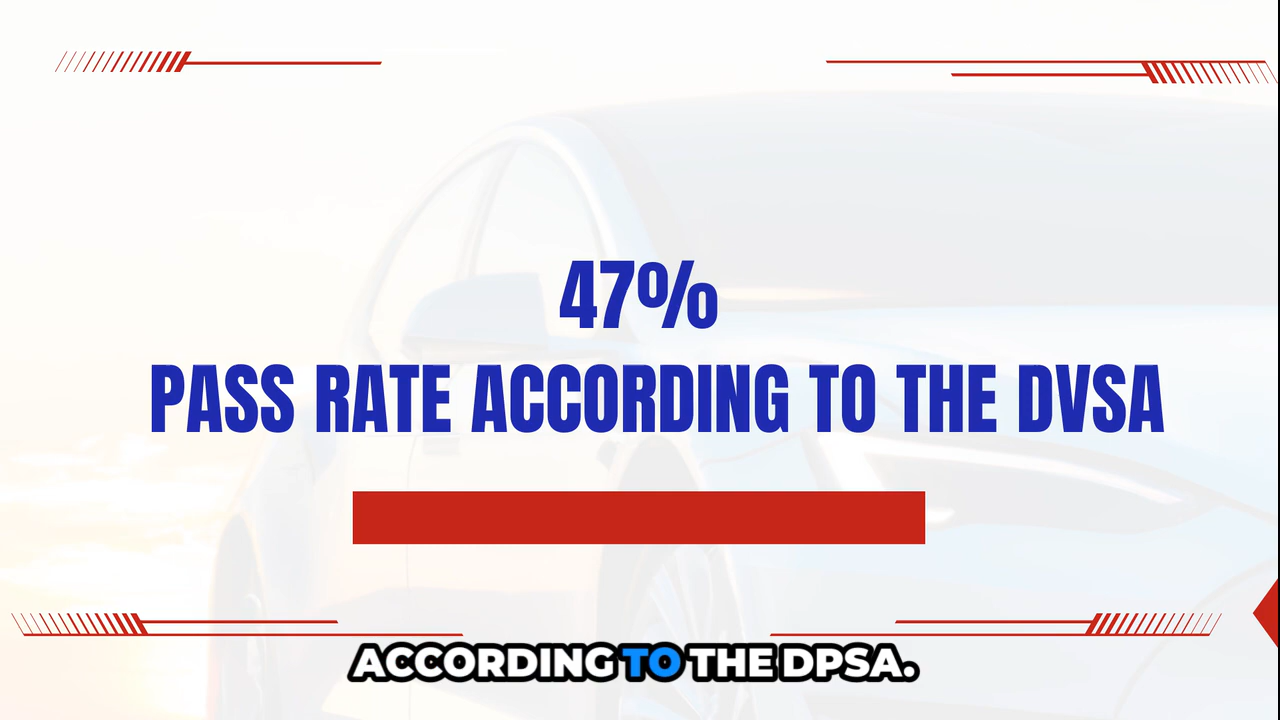 47%
PASS RATE ACCORDING TO THE DVSA
ACCORDING TO THE DPSA.